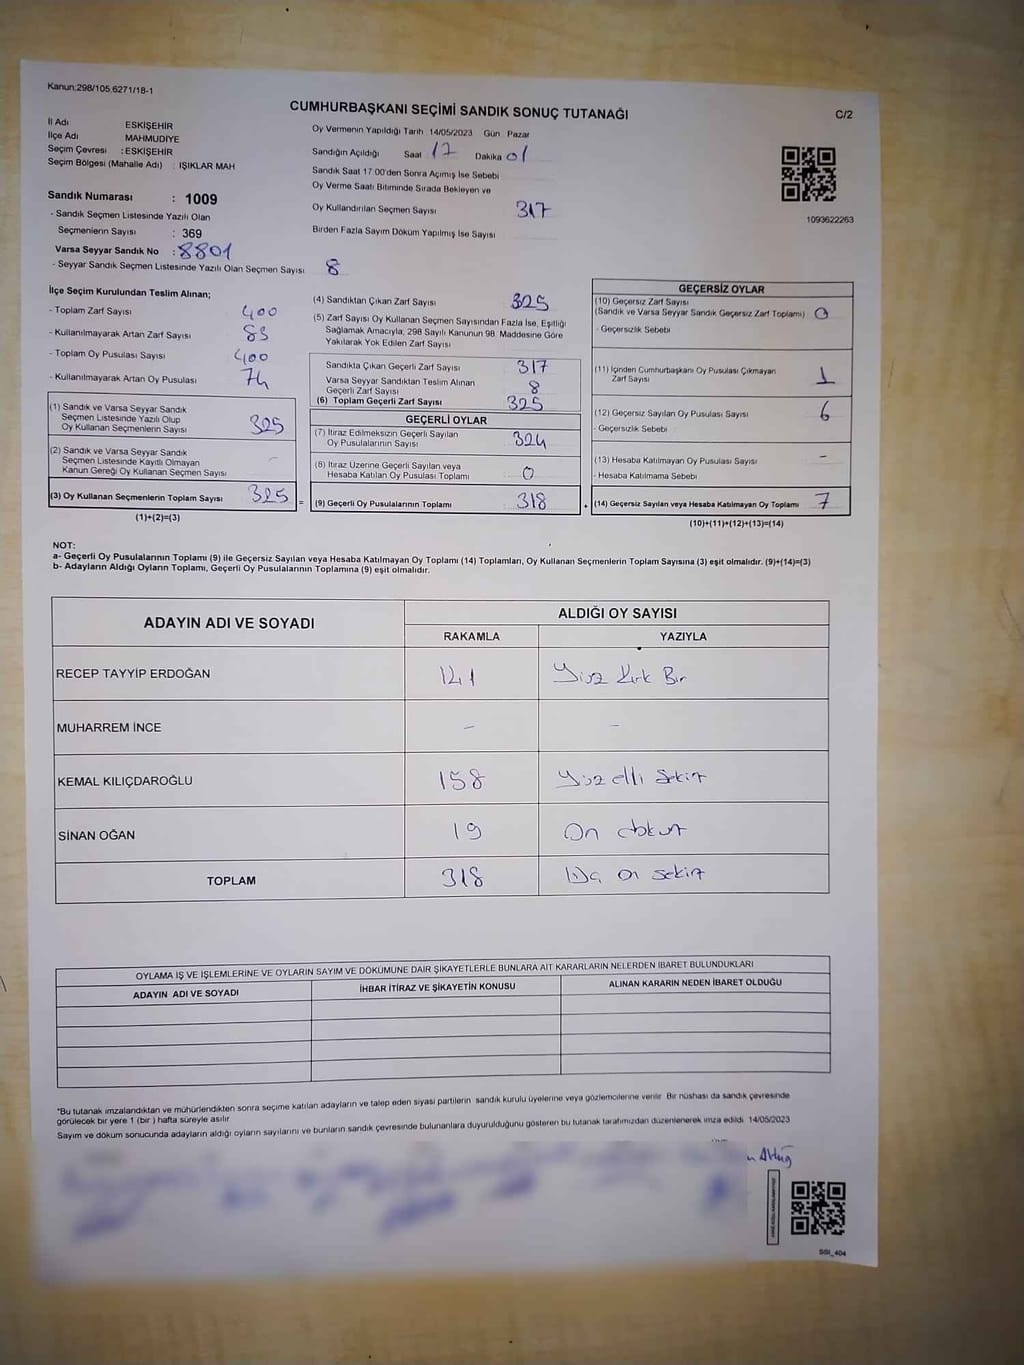 Kanun:298/105,6271/18-1
CUMHURBAŞKANI SEÇİMİ SANDIK SONUÇ TUTANAĞI
C/2
İl Adı ESKİŞEHİR
İlçe Adı MAHMUDİYE
Seçim Çevresi : ESKİŞEHİR
Seçim Bölgesi (Mahalle Adı) : IŞIKLAR MAH
Oy Vermenin Yapıldığı Tarih 14/05/2023 Gün Pazar
Sandığın Açıldığı Saat 17 Dakika 01
Sandık Saat 17:00'den Sonra Açımış İse Sebebi
Oy Verme Saati Bitiminde Sırada Bekleyen ve
Oy Kullandırılan Seçmen Sayısı 317
Birden Fazla Sayım Döküm Yapılmış İse Sayısı
1093622263
Sandık Numarası : 1009
- Sandık Seçmen Listesinde Yazılı Olan
Seçmenlerin Sayısı : 369
Varsa Seyyar Sandık No : 8801
- Seyyar Sandık Seçmen Listesinde Yazılı Olan Seçmen Sayısı 8
İlçe Seçim Kurulundan Teslim Alınan;
- Toplam Zarf Sayısı 400
- Kullanılmayarak Artan Zarf Sayısı 83
- Toplam Oy Pusulası Sayısı 400
- Kullanılmayarak Artan Oy Pusulası 74
(1) Sandık ve Varsa Seyyar Sandık
Seçmen Listesinde Yazılı Olup
Oy Kullanan Seçmenlerin Sayısı 325
(2) Sandık ve Varsa Seyyar Sandık
Seçmen Listesinde Kayıtlı Olmayan
Kanun Gereği Oy Kullanan Seçmen Sayısı -
(3) Oy Kullanan Seçmenlerin Toplam Sayısı 325
(1)+(2)=(3)
(4) Sandıktan Çıkan Zarf Sayısı 325
(5) Zarf Sayısı Oy Kullanan Seçmen Sayısından Fazla İse, Eşitliği
Sağlamak Amacıyla, 298 Sayılı Kanunun 98. Maddesine Göre
Yakılarak Yok Edilen Zarf Sayısı
Sandıkta Çıkan Geçerli Zarf Sayısı 317
Varsa Seyyar Sandıktan Teslim Alınan
Geçerli Zarf Sayısı 8
(6) Toplam Geçerli Zarf Sayısı 325
GEÇERLİ OYLAR
(7) İtiraz Edilmeksizin Geçerli Sayılan
Oy Pusulalarının Sayısı 324
(8) İtiraz Üzerine Geçerli Sayılan veya
Hesaba Katılan Oy Pusulaları Toplamı 0
= (9) Geçerli Oy Pusulalarının Toplamı 318
GEÇERSİZ OYLAR
(10) Geçersiz Zarf Sayısı
(Sandık ve Varsa Seyyar Sandık Geçersiz Zarf Toplamı) 0
- Geçersizlik Sebebi
(11) İçinden Cumhurbaşkanı Oy Pusulası Çıkmayan
Zarf Sayısı 1
(12) Geçersiz Sayılan Oy Pusulası Sayısı 6
- Geçersizlik Sebebi
(13) Hesaba Katılmayan Oy Pusulası Sayısı -
- Hesaba Katılmama Sebebi
+ (14) Geçersiz Sayılan veya Hesaba Katılmayan Oy Toplamı 7
(10)+(11)+(12)+(13)=(14)
NOT:
a- Geçerli Oy Pusulalarının Toplamı (9) ile Geçersiz Sayılan veya Hesaba Katılmayan Oy Toplamı (14) Toplamları, Oy Kullanan Seçmenlerin Toplam Sayısına (3) eşit olmalıdır. (9)+(14)=(3)
b- Adayların Aldığı Oyların Toplamı, Geçerli Oy Pusulalarının Toplamına (9) eşit olmalıdır.
ADAYIN ADI VE SOYADI ALDIĞI OY SAYISI
RAKAMLA YAZIYLA
RECEP TAYYİP ERDOĞAN 141 Yüz Kırk Bir
MUHARREM İNCE - -
KEMAL KILIÇDAROĞLU 158 Yüz elli sekiz
SİNAN OĞAN 19 On dokuz
TOPLAM 318 on sekiz
OYLAMA İŞ VE İŞLEMLERİNE VE OYLARIN SAYIM VE DÖKÜMÜNE DAİR ŞİKAYETLERLE BUNLARA AİT KARARLARIN NELERDEN İBARET BULUNDUKLARI
ADAYIN ADI VE SOYADI İHBAR İTİRAZ VE ŞİKAYETİN KONUSU ALINAN KARARIN NEDEN İBARET OLDUĞU
*Bu tutanak imzalandıktan ve mühürlendikten sonra seçime katılan adayların ve talep eden siyasi partilerin sandık kurulu üyelerine veya gözlemcilerine verilir. Bir nüshası da sandık çevresinde
görülecek bir yere 1 (bir ) hafta süreyle asılır.
Sayım ve döküm sonucunda adayların aldığı oyların sayılarını ve bunların sandık çevresinde bulunanlara duyurulduğunu gösteren bu tutanak tarafımızdan düzenlenerek imza edildi. 14/05/2023
SSI_404